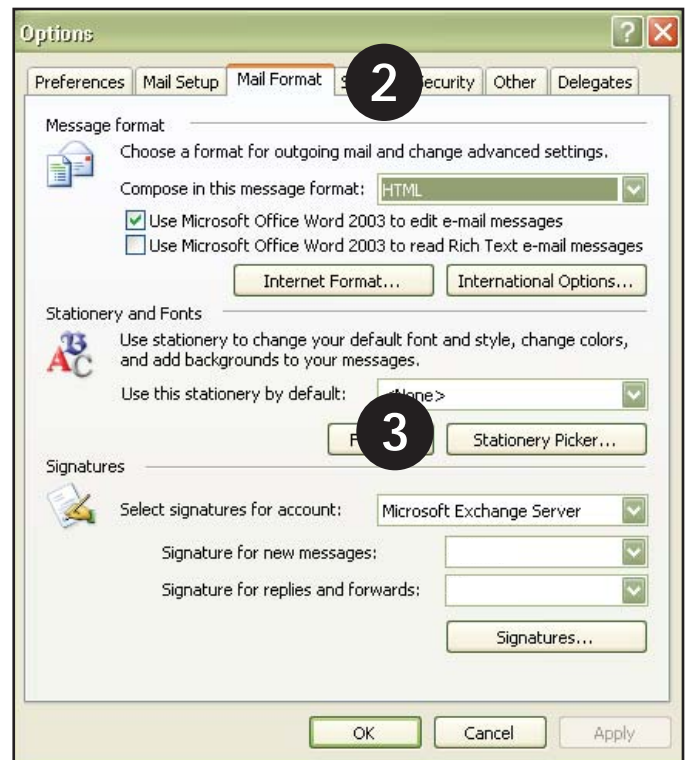 Options
Preferences Mail Setup Mail Format 2 Security Other Delegates
Message format
Choose a format for outgoing mail and change advanced settings.
Compose in this message format: HTML
Use Microsoft Office Word 2003 to edit e-mail messages
Use Microsoft Office Word 2003 to read Rich Text e-mail messages
Internet Format... International Options...
Stationery and Fonts
Use stationery to change your default font and style, change colors,
and add backgrounds to your messages.
Use this stationery by default: <None>
3 Stationery Picker...
Signatures
Select signatures for account: Microsoft Exchange Server
Signature for new messages:
Signature for replies and forwards:
Signatures...
OK Cancel Apply